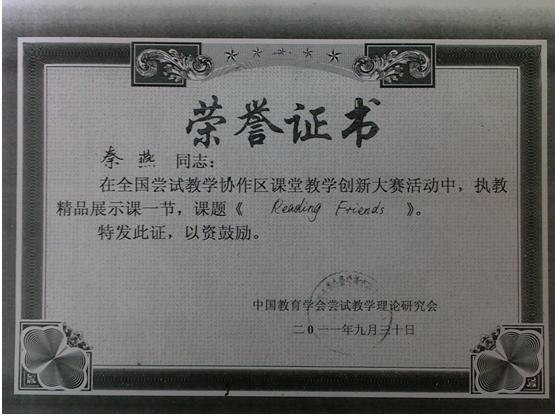 荣誉证书
秦燕 同志：
在全国尝试教学协作区课堂教学创新大赛活动中，执教
精品展示课一节，课题《 Reading Friends 》。
特发此证，以资鼓励。
中国教育学会尝试教学理论研究会
二0一一年九月三十日